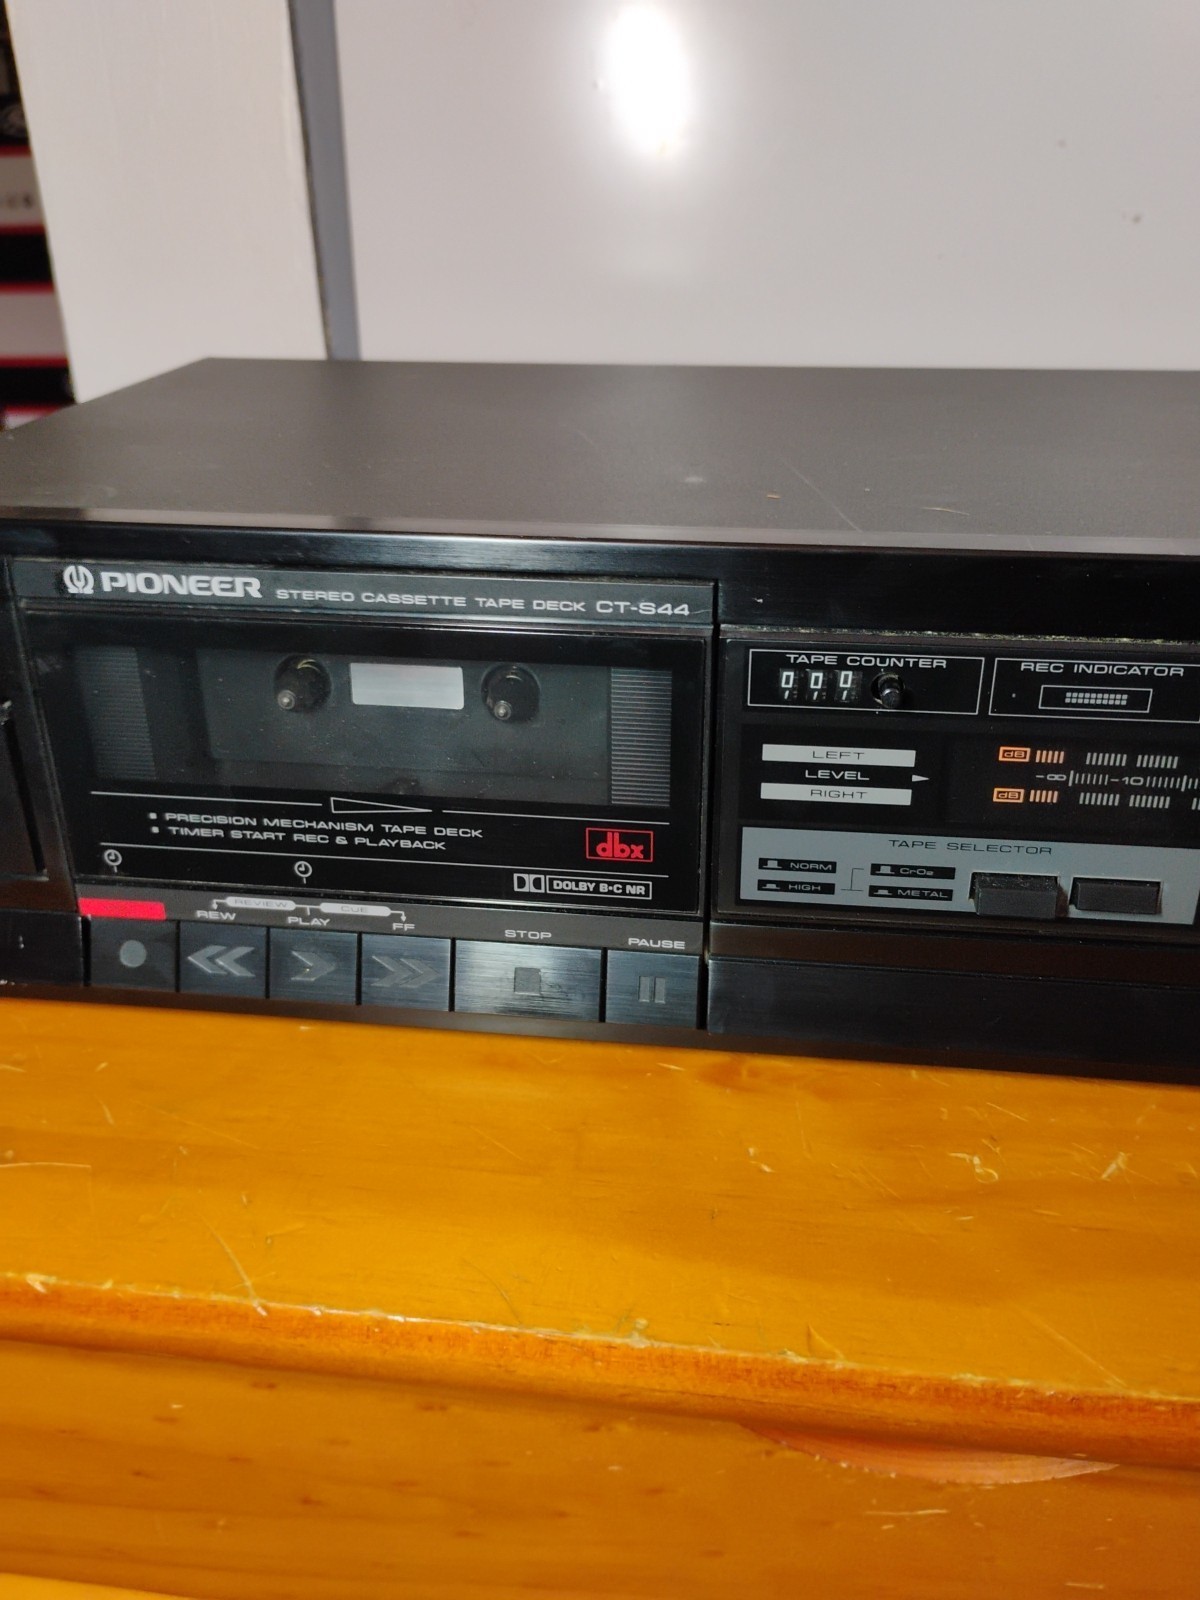 PIONEER STEREO CASSETTE TAPE DECK CT-S44
TAPE COUNTER
000
REC INDICATOR
LEFT
LEVEL
RIGHT
dB
-∞ -10
dB
• PRECISION MECHANISM TAPE DECK
• TIMER START REC & PLAYBACK
dbx
DOLBY B·C NR
TAPE SELECTOR
NORM
HIGH
CrO₂
METAL
REVIEW CUE
REW PLAY FF
STOP
PAUSE